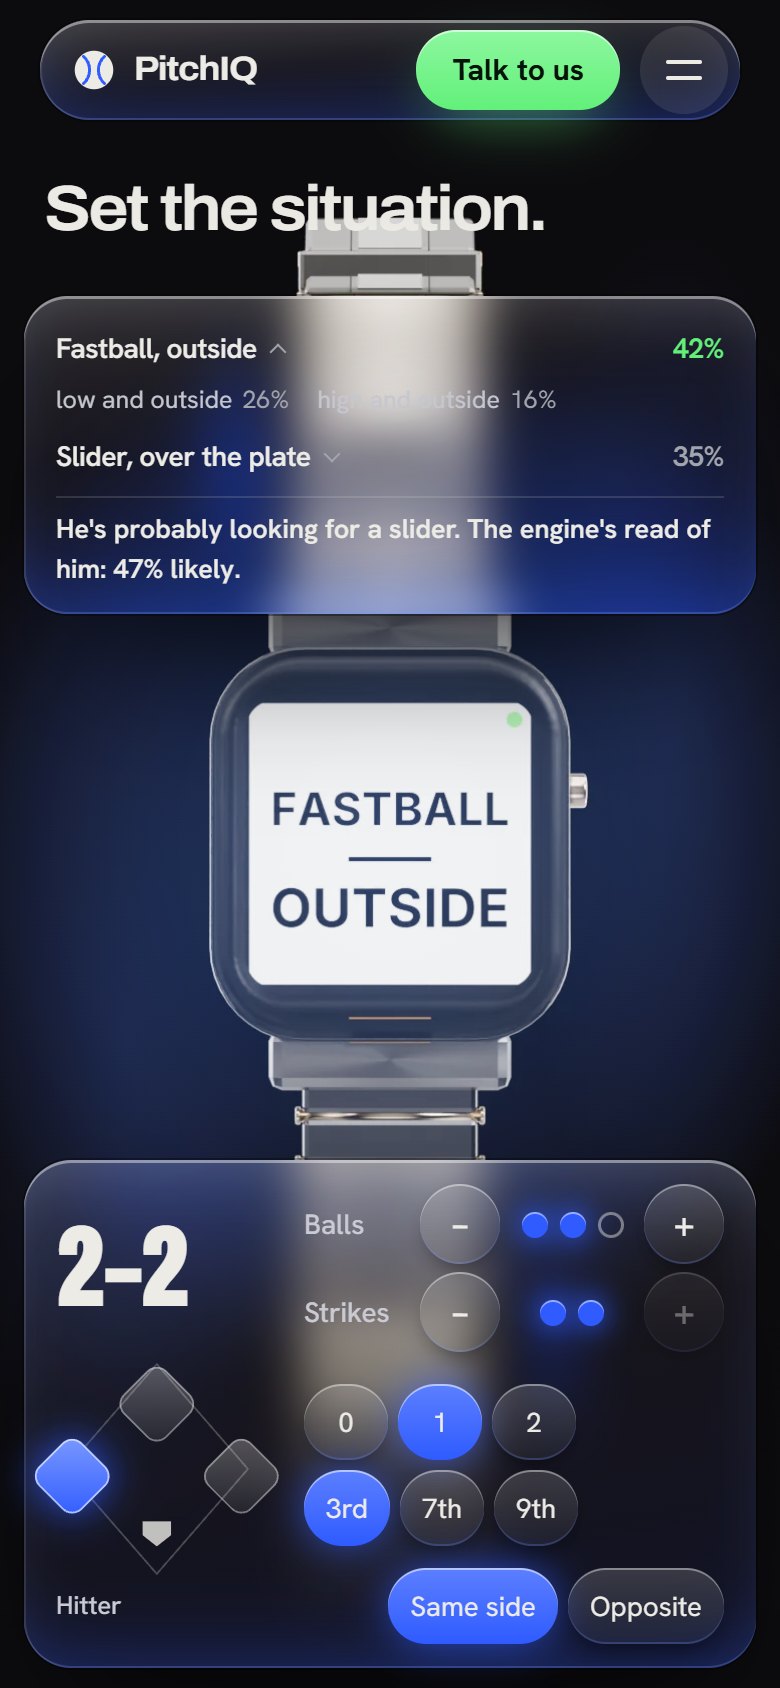 PitchIQ
Talk to us
Set the situation.
Fastball, outside 42%
low and outside 26% high and outside 16%
Slider, over the plate 35%
He's probably looking for a slider. The engine's read of
him: 47% likely.
FASTBALL
OUTSIDE
2-2
Balls - +
Strikes - +
0 1 2
3rd 7th 9th
Hitter Same side Opposite